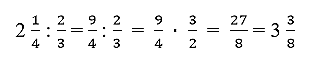 2 1/4 : 2/3 = 9/4 : 2/3 = 9/4 · 3/2 = 27/8 = 3 3/8